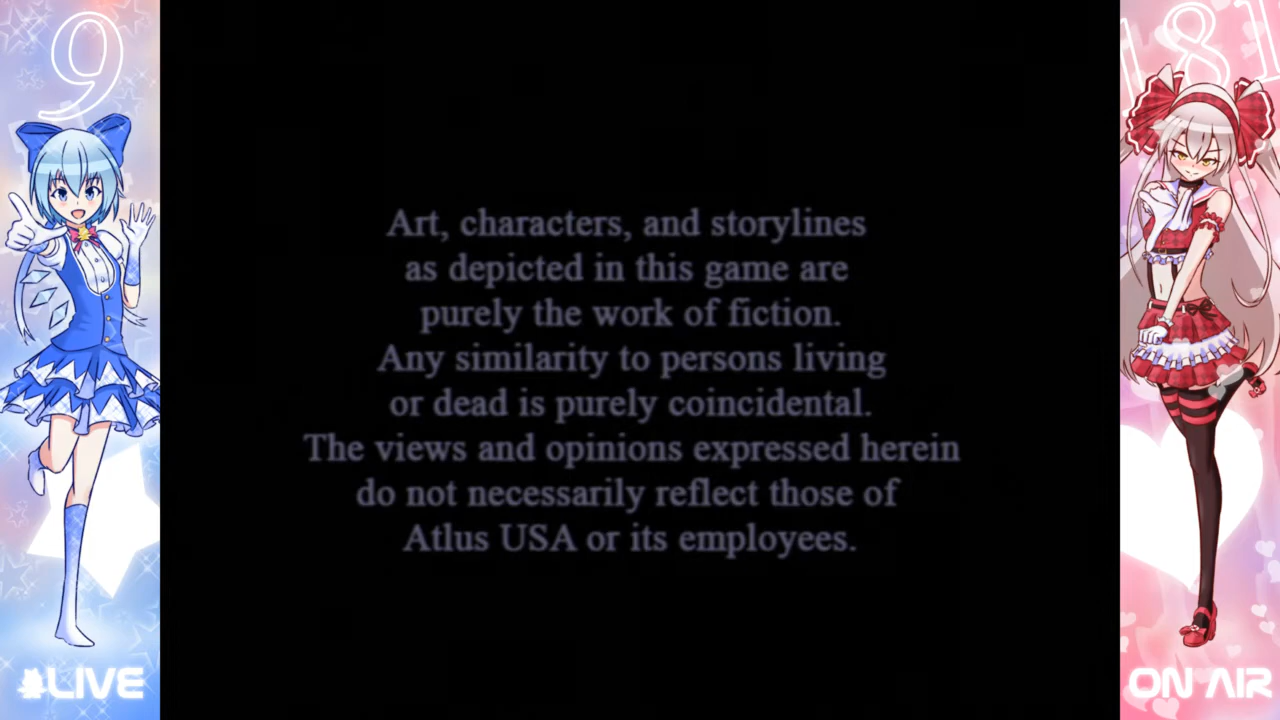 9
181
Art, characters, and storylines
as depicted in this game are
purely the work of fiction.
Any similarity to persons living
or dead is purely coincidental.
The views and opinions expressed herein
do not necessarily reflect those of
Atlus USA or its employees.
LIVE
ON AIR